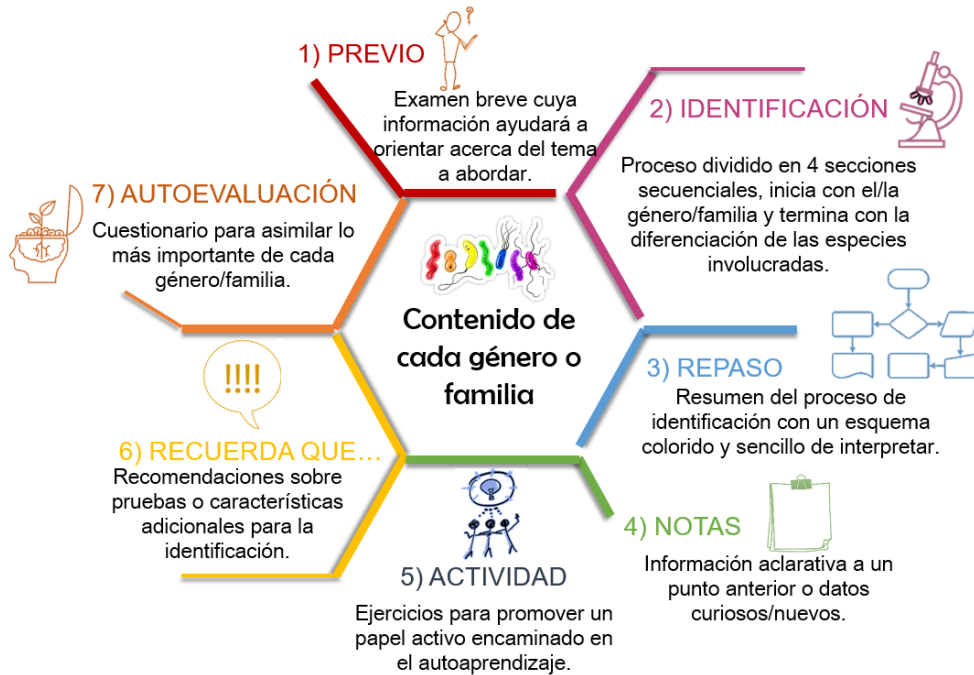 1) PREVIO
Examen breve cuya
información ayudará a
orientar acerca del tema
a abordar.
2) IDENTIFICACIÓN
Proceso dividido en 4 secciones
secuenciales, inicia con el/la
género/familia y termina con la
diferenciación de las especies
involucradas.
3) REPASO
Resumen del proceso de
identificación con un esquema
colorido y sencillo de interpretar.
4) NOTAS
Información aclarativa a un
punto anterior o datos
curiosos/nuevos.
5) ACTIVIDAD
Ejercicios para promover un
papel activo encaminado en
el autoaprendizaje.
!!!!
6) RECUERDA QUE...
Recomendaciones sobre
pruebas o características
adicionales para la
identificación.
7) AUTOEVALUACIÓN
Cuestionario para asimilar lo
más importante de cada
género/familia.
Contenido de
cada género o
familia